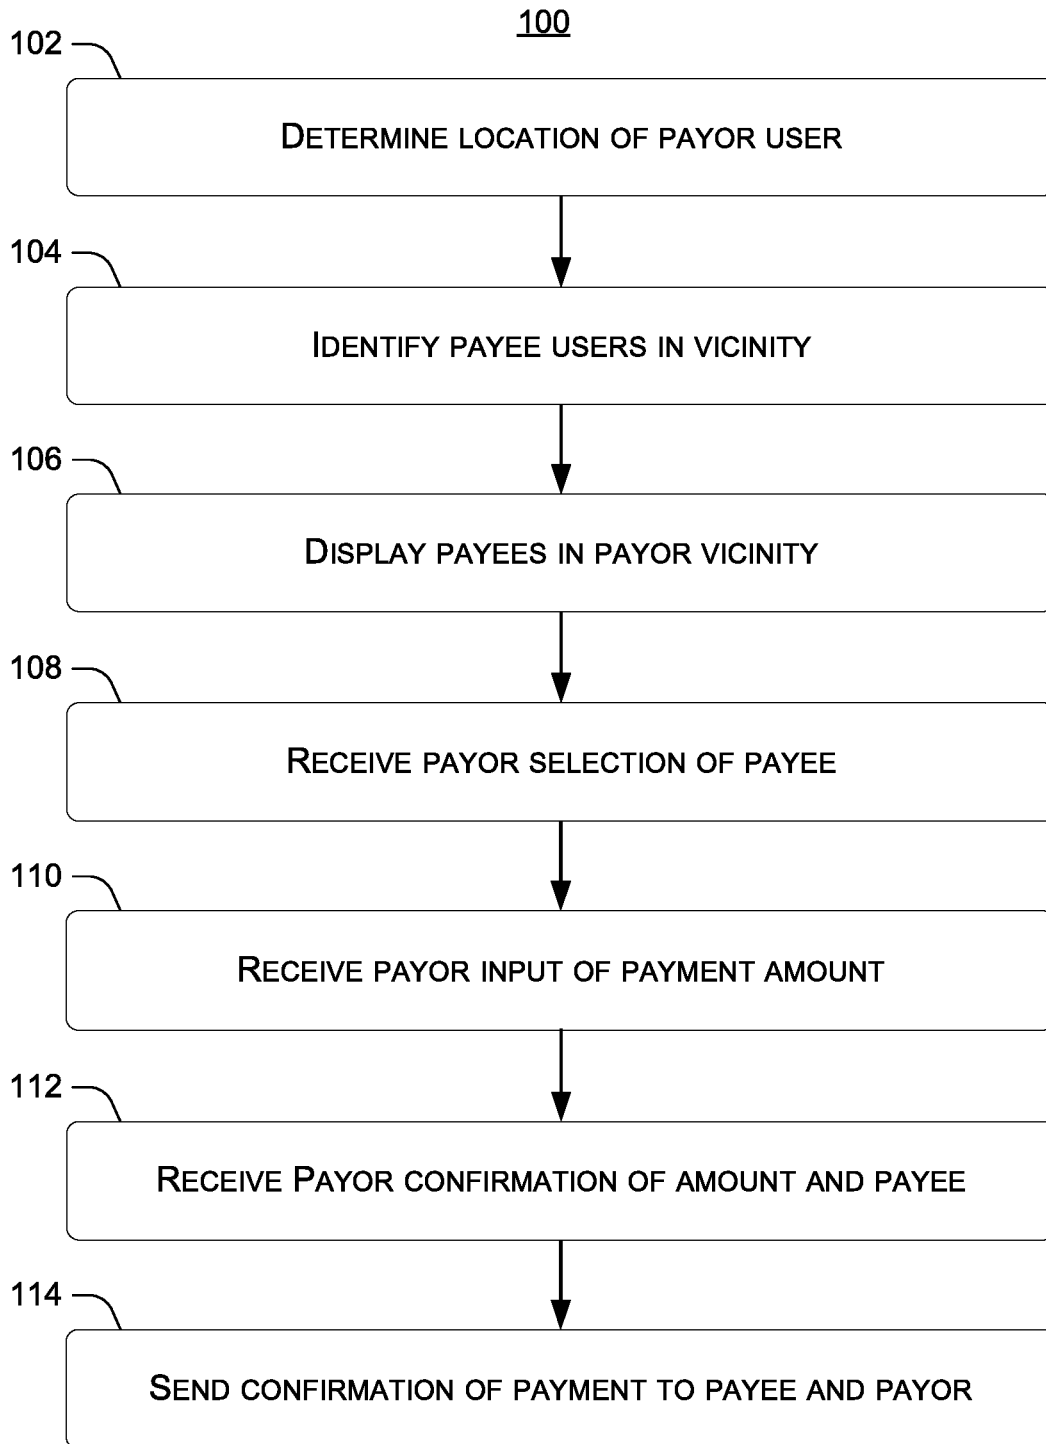 100
102
DETERMINE LOCATION OF PAYOR USER
104
IDENTIFY PAYEE USERS IN VICINITY
106
DISPLAY PAYEES IN PAYOR VICINITY
108
RECEIVE PAYOR SELECTION OF PAYEE
110
RECEIVE PAYOR INPUT OF PAYMENT AMOUNT
112
RECEIVE PAYOR CONFIRMATION OF AMOUNT AND PAYEE
114
SEND CONFIRMATION OF PAYMENT TO PAYEE AND PAYOR